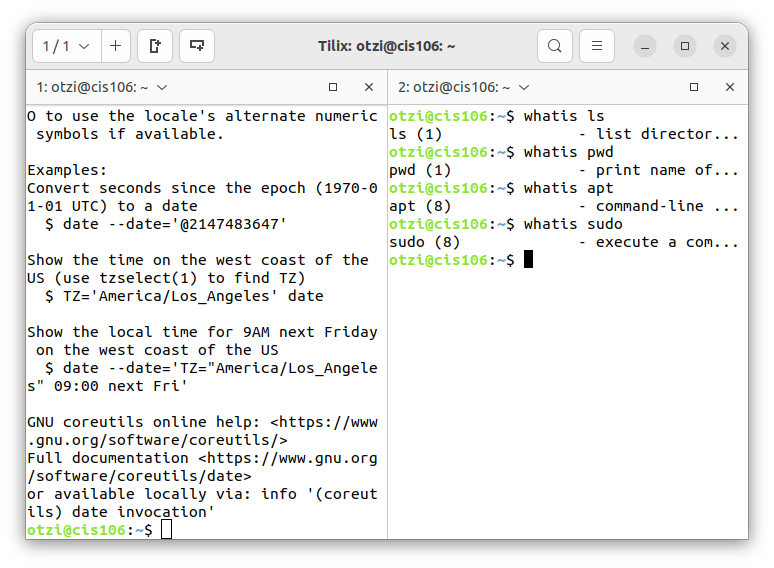 1 / 1
Tilix: otzi@cis106: ~
1: otzi@cis106: ~
O to use the locale's alternate numeric
 symbols if available.
Examples:
Convert seconds since the epoch (1970-0
1-01 UTC) to a date
  $ date --date='@2147483647'
Show the time on the west coast of the
US (use tzselect(1) to find TZ)
  $ TZ='America/Los_Angeles' date
Show the local time for 9AM next Friday
 on the west coast of the US
  $ date --date='TZ="America/Los_Angele
s" 09:00 next Fri'
GNU coreutils online help: <https://www
.gnu.org/software/coreutils/>
Full documentation <https://www.gnu.org
/software/coreutils/date>
or available locally via: info '(coreut
ils) date invocation'
otzi@cis106:~$
2: otzi@cis106: ~
otzi@cis106:~$ whatis ls
ls (1)               - list director...
otzi@cis106:~$ whatis pwd
pwd (1)              - print name of...
otzi@cis106:~$ whatis apt
apt (8)              - command-line ...
otzi@cis106:~$ whatis sudo
sudo (8)             - execute a com...
otzi@cis106:~$